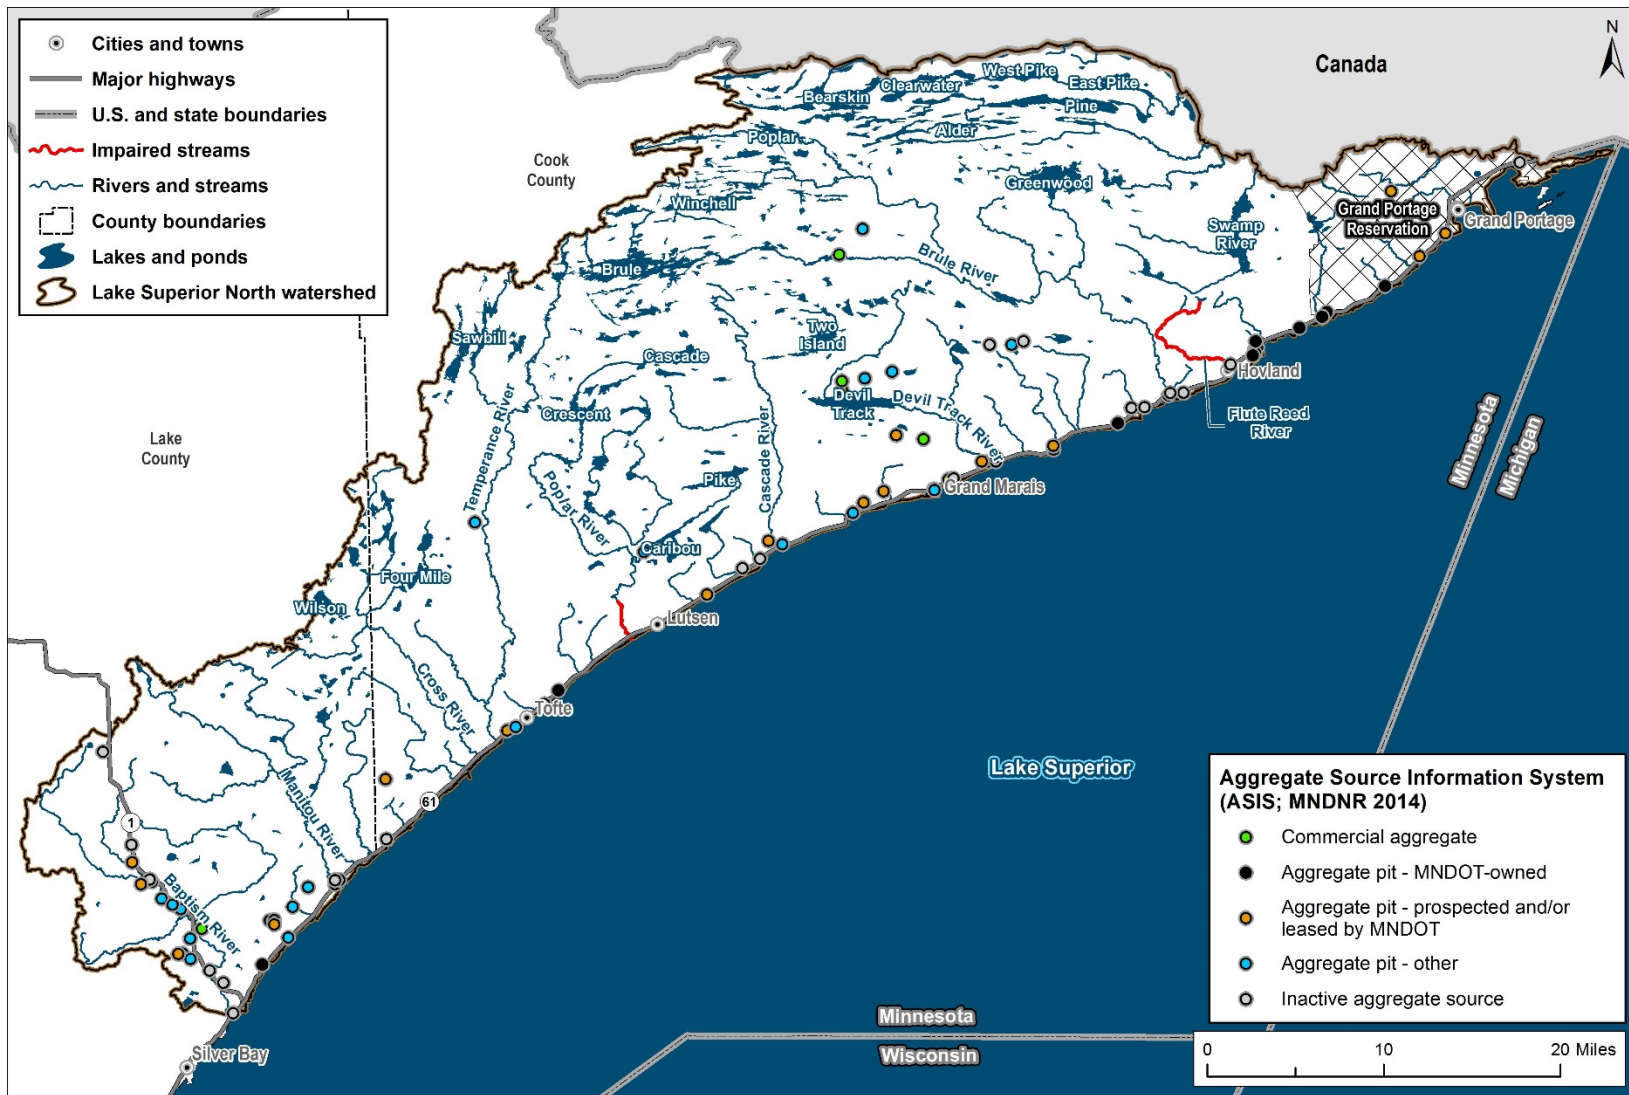 Cities and towns
Major highways
U.S. and state boundaries
Impaired streams
Rivers and streams
County boundaries
Lakes and ponds
Lake Superior North watershed
N
Canada
West Pike
Clearwater
East Pike
Bearskin
Pine
Alder
Poplar
Cook
County
Greenwood
Winchell
Grand Portage
Reservation
Grand Portage
Swamp
River
Brule River
Brule
Two
Island
Sawbill
Cascade
Hovland
Devil
Track
Devil Track River
Crescent
Flute Reed
River
Minnesota
Michigan
Lake
County
Temperance River
Cascade River
Pike
Poplar River
Grand Marais
Caribou
Four Mile
Wilson
Lutsen
Cross River
Tofte
Manitou River
61
1
Baptism River
Lake Superior
Silver Bay
Minnesota
Wisconsin
Aggregate Source Information System
(ASIS; MNDNR 2014)
Commercial aggregate
Aggregate pit - MNDOT-owned
Aggregate pit - prospected and/or
leased by MNDOT
Aggregate pit - other
Inactive aggregate source
0 10 20 Miles